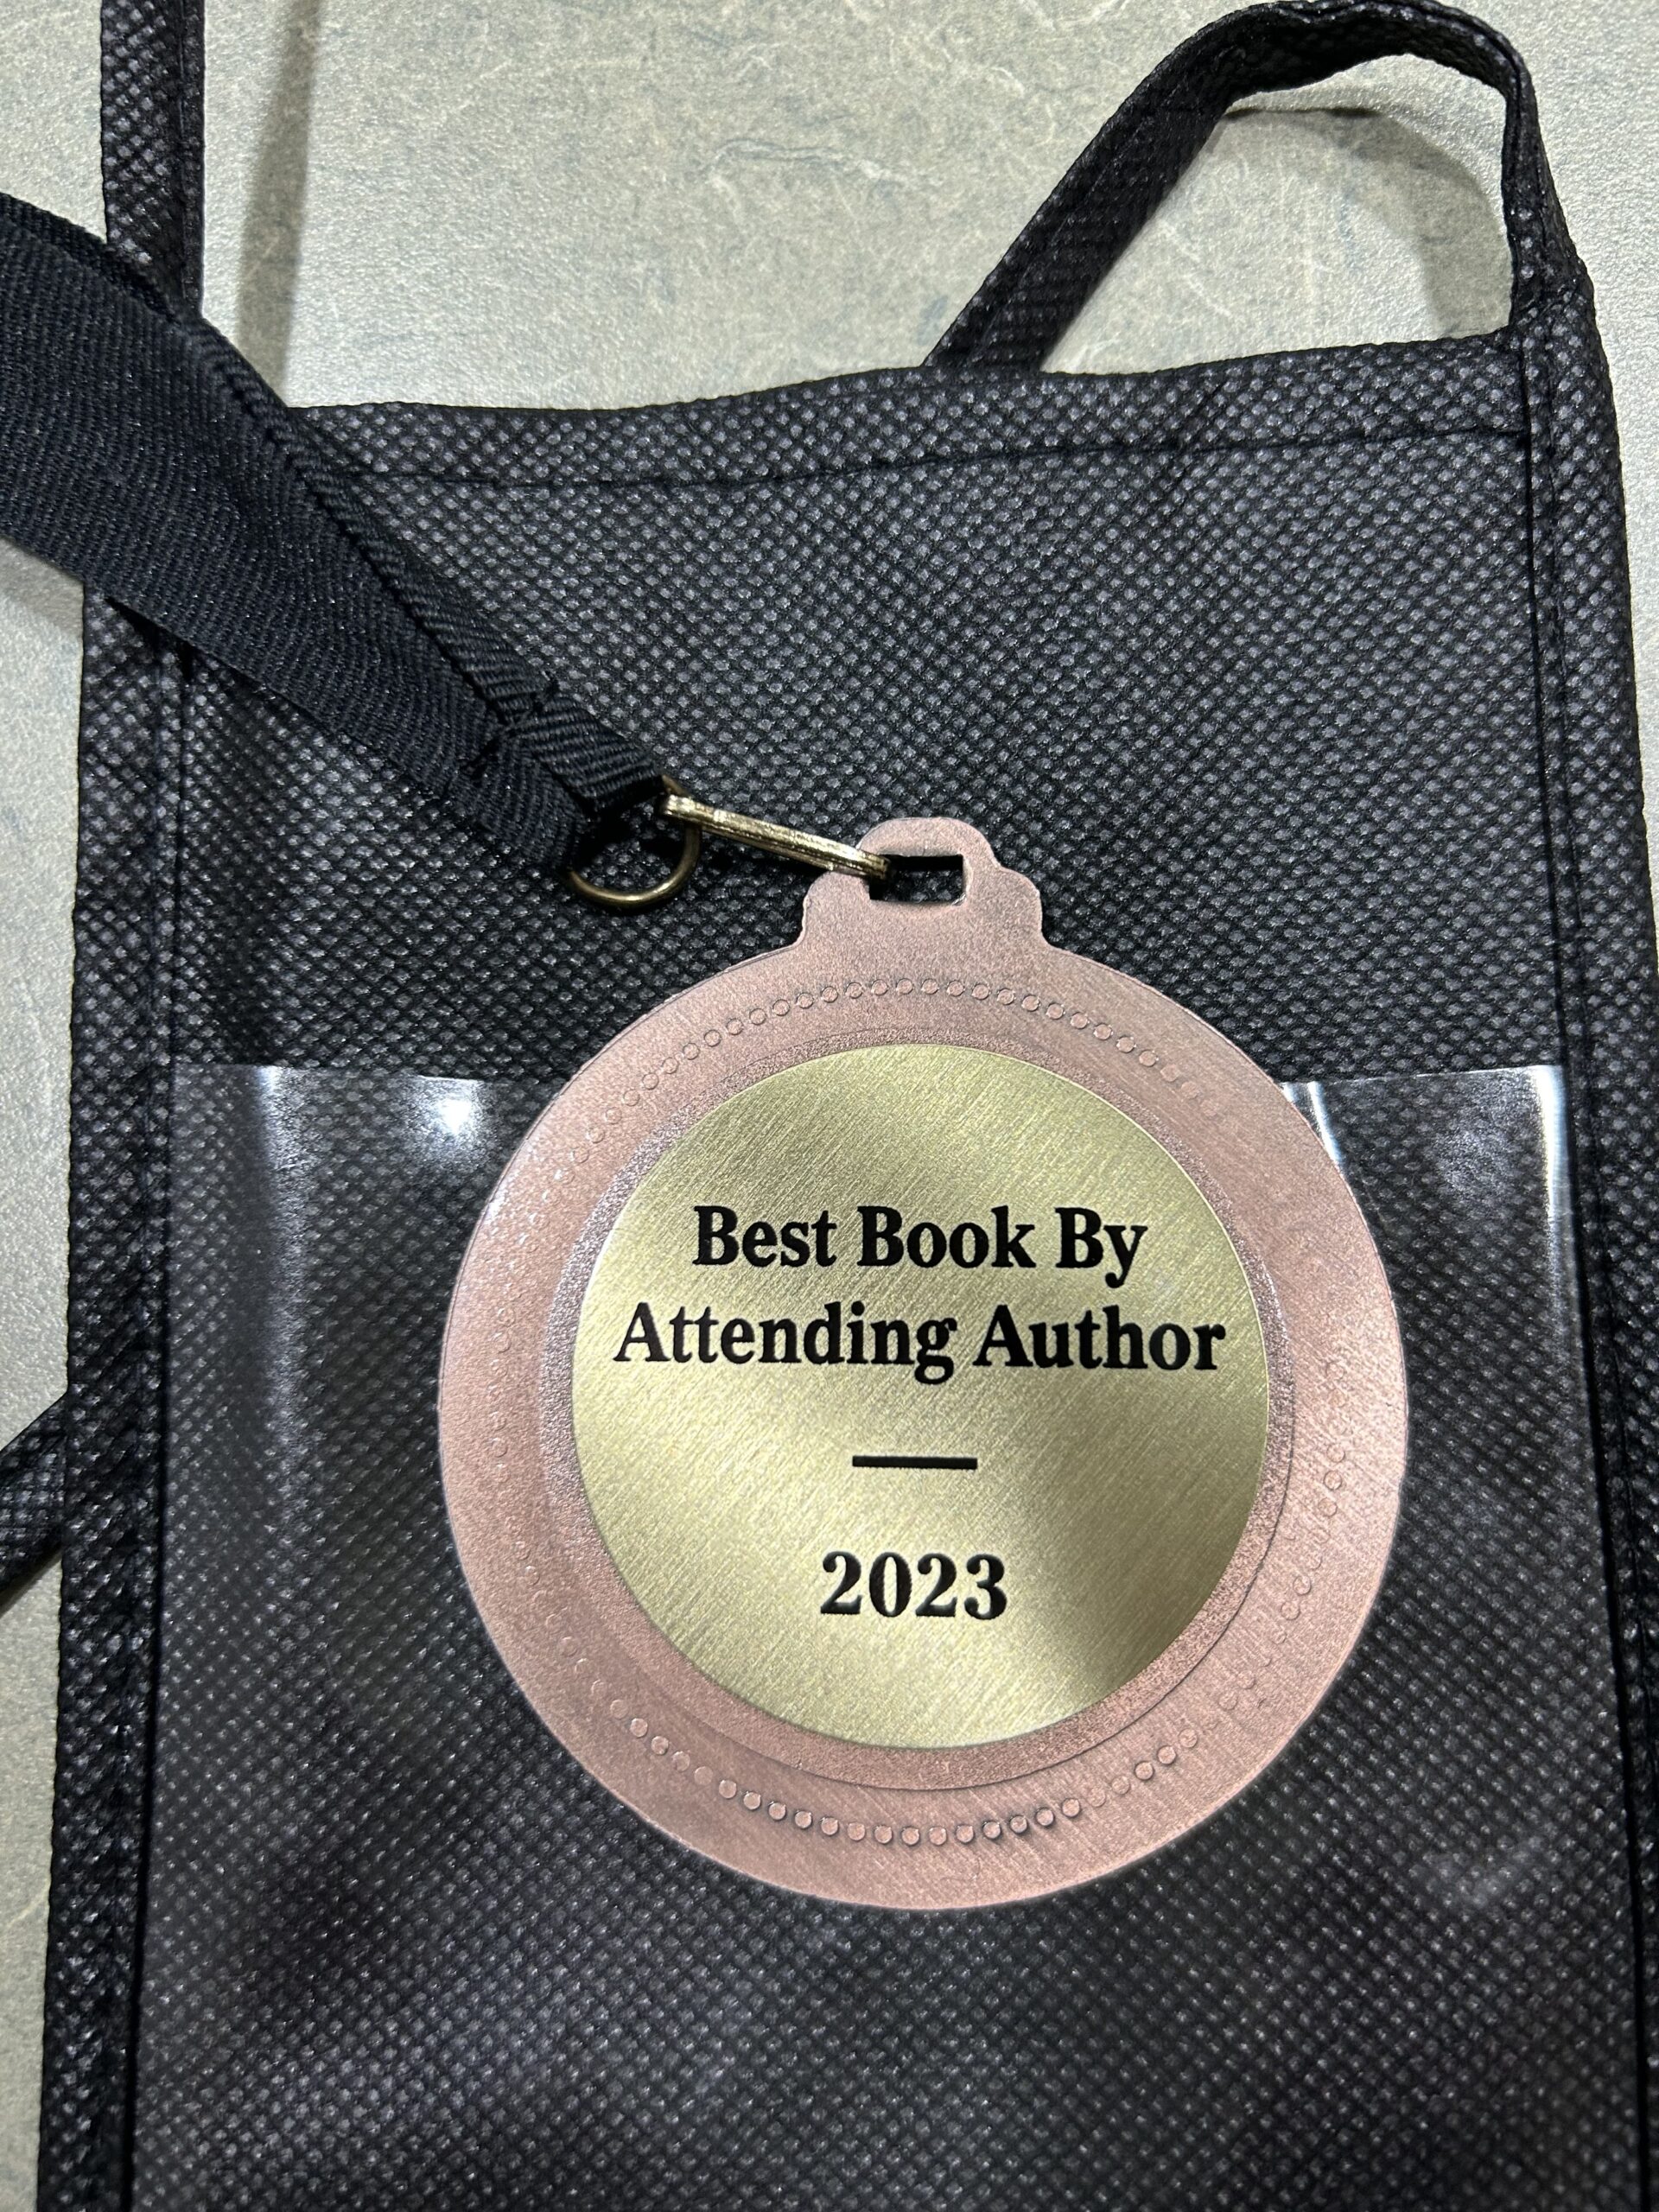 Best Book By
Attending Author
2023